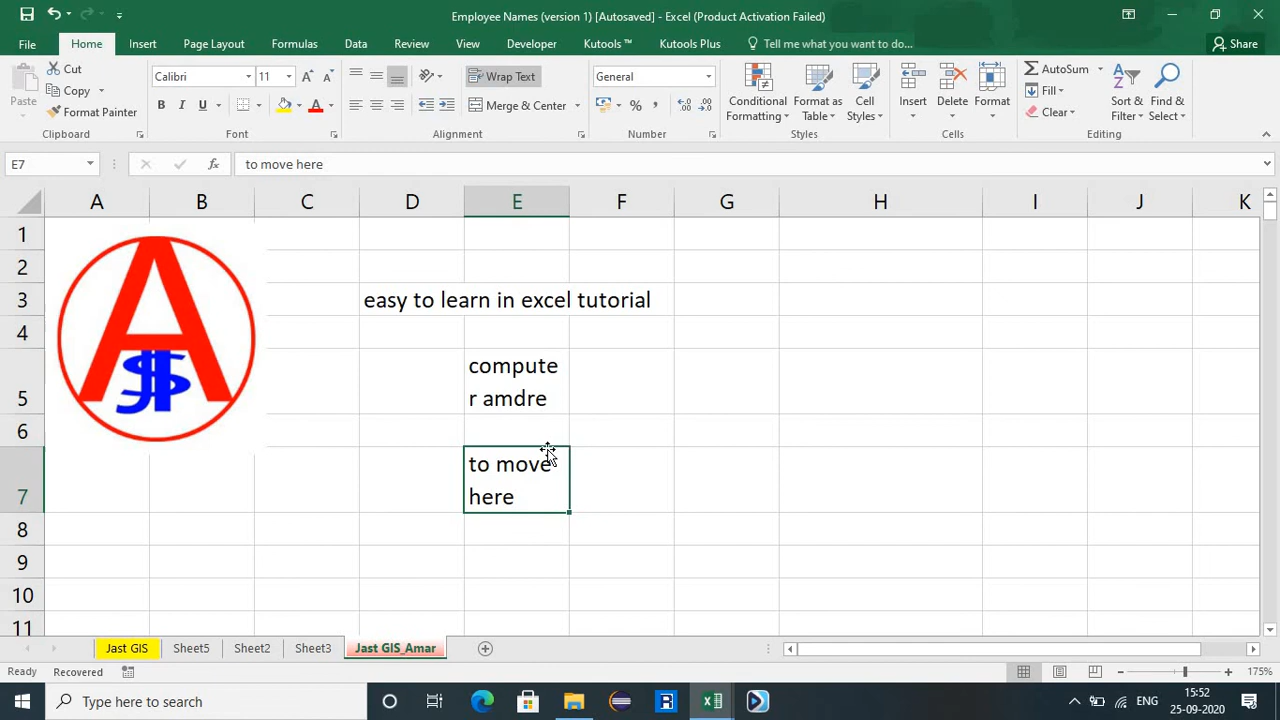 Employee Names (version 1) [Autosaved] - Excel (Product Activation Failed)
File Home Insert Page Layout Formulas Data Review View Developer Kutools ™ Kutools Plus Tell me what you want to do... Share
Paste
Cut
Copy
Format Painter
Clipboard
Calibri 11
B I U A
Font
Wrap Text
Merge & Center
Alignment
General
%
Number
Conditional Formatting
Format as Table
Cell Styles
Styles
Insert Delete Format
Cells
AutoSum
Fill
Clear
Sort & Filter
Find & Select
Editing
E7 fx to move here
A B C D E F G H I J K
1
2
3 easy to learn in excel tutorial
4
5 compute
r amdre
6
7 to move
here
8
9
10
11
A
Jast GIS Sheet5 Sheet2 Sheet3 Jast GIS_Amar
Ready Recovered 175%
Type here to search
ENG
15:52
25-09-2020